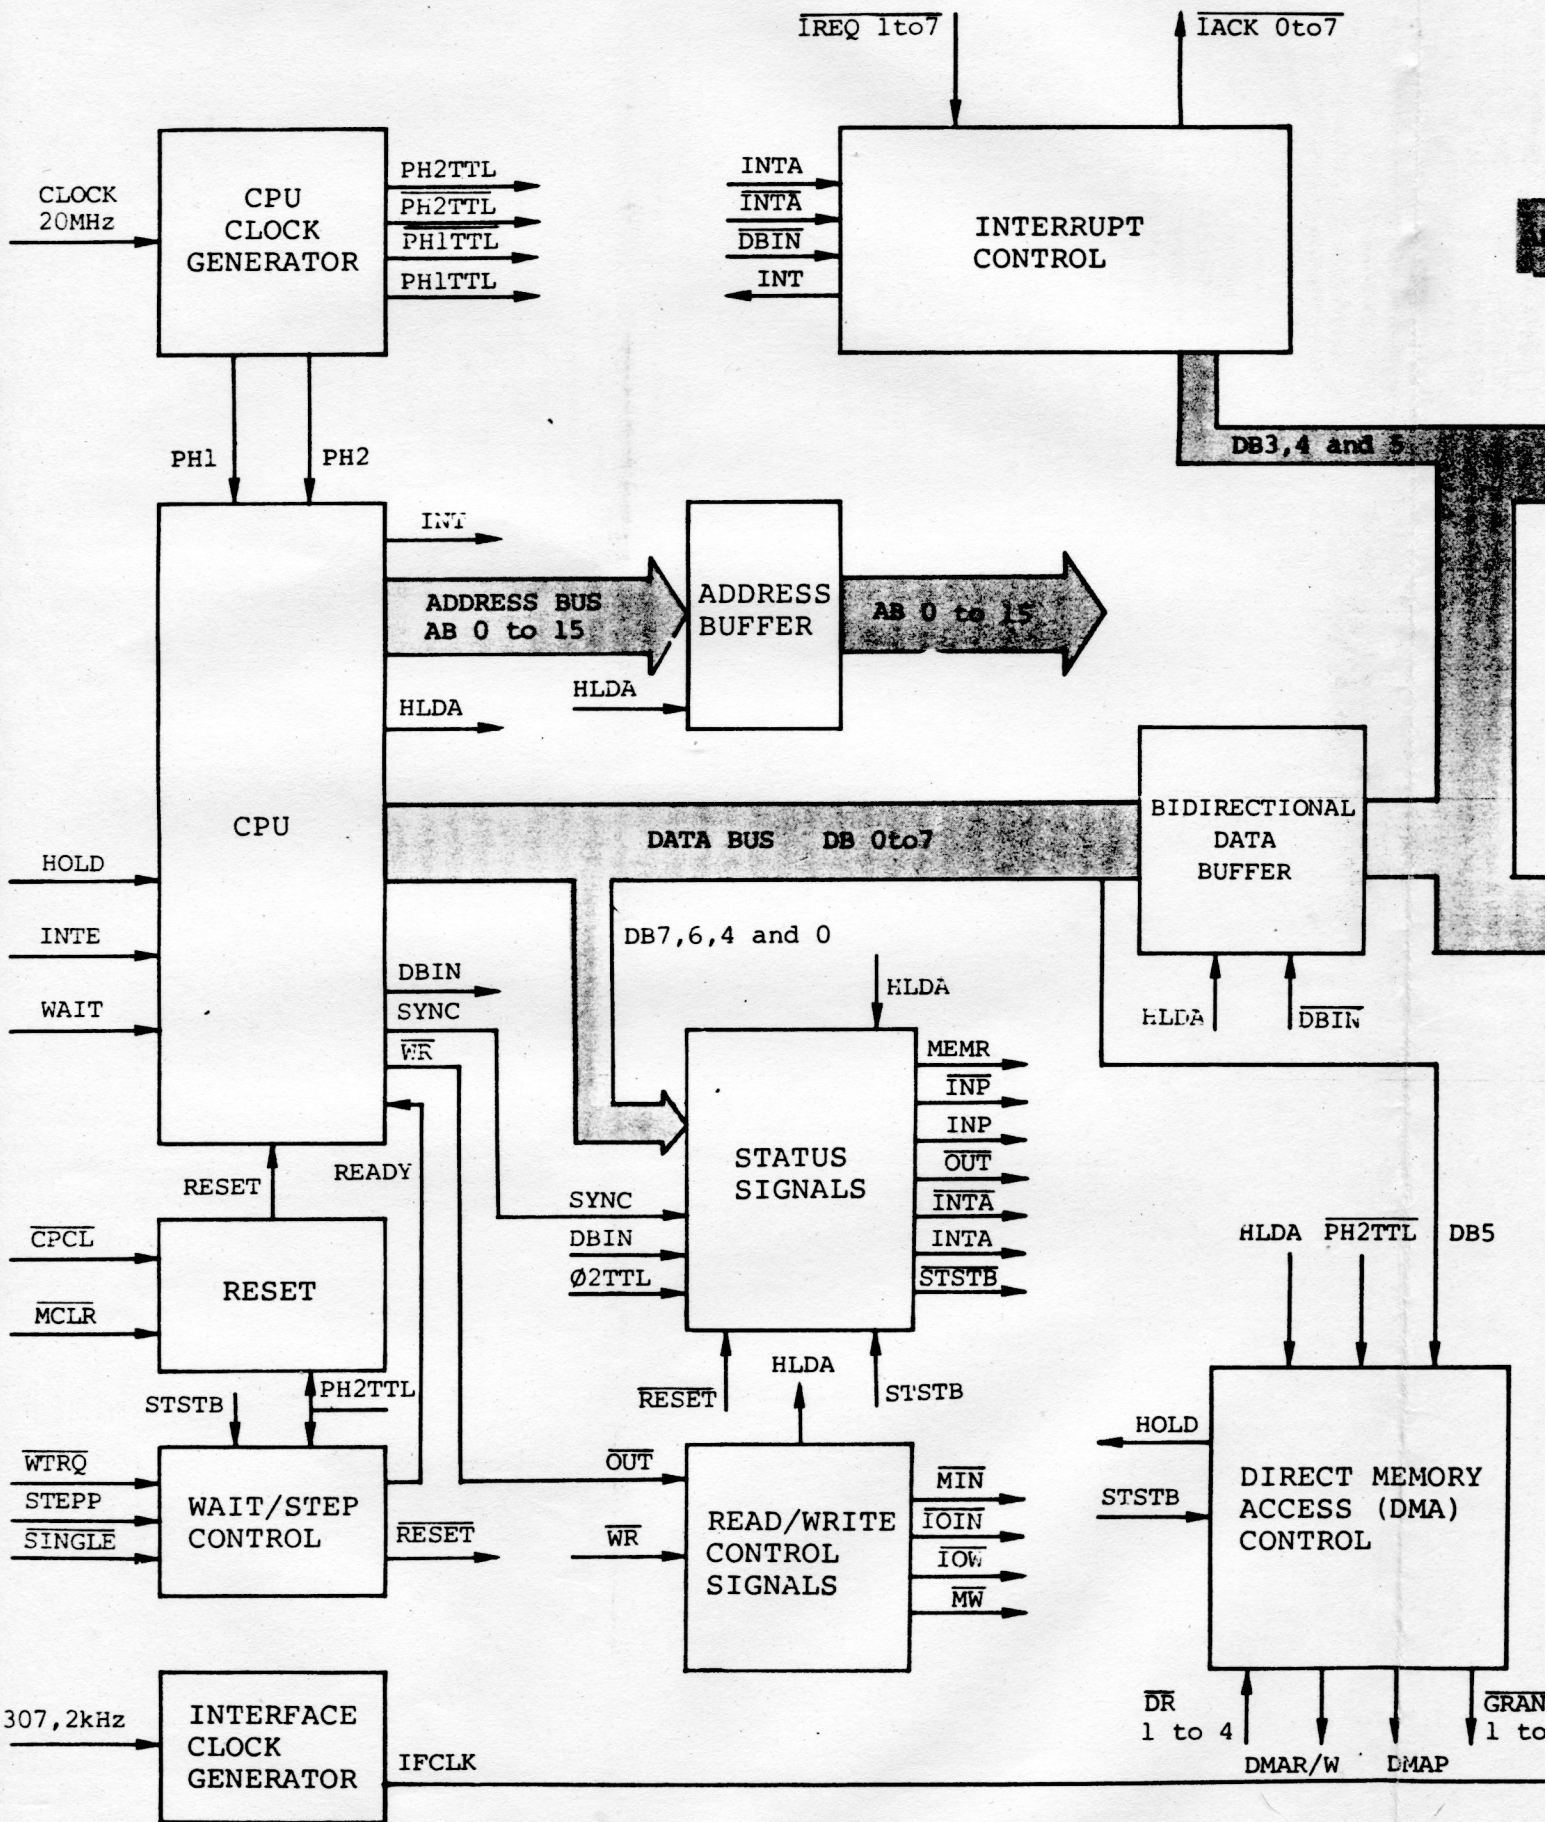 IREQ 1to7
IACK 0to7
CLOCK
20MHz
CPU
CLOCK
GENERATOR
PH2TTL
PH2TTL
PH1TTL
PH1TTL
INTA
INTA
DBIN
INT
INTERRUPT
CONTROL
DB3,4 and 5
PH1
PH2
INT
ADDRESS BUS
AB 0 to 15
ADDRESS
BUFFER
AB 0 to 15
HLDA
HLDA
CPU
DATA BUS DB 0to7
BIDIRECTIONAL
DATA
BUFFER
HOLD
INTE
WAIT
DB7,6,4 and 0
DBIN
SYNC
WR
HLDA
HLDA
DBIN
MEMR
INP
INP
OUT
INTA
INTA
STSTB
STATUS
SIGNALS
READY
RESET
SYNC
DBIN
Ø2TTL
CPCL
MCLR
RESET
HLDA
PH2TTL
DB5
RESET
HLDA
STSTB
STSTB
PH2TTL
WTRQ
STEPP
SINGLE
WAIT/STEP
CONTROL
RESET
OUT
WR
READ/WRITE
CONTROL
SIGNALS
MIN
IOIN
IOW
MW
HOLD
STSTB
DIRECT MEMORY
ACCESS (DMA)
CONTROL
DR
1 to 4
DMAR/W
DMAP
GRAN
1 to
307,2kHz
INTERFACE
CLOCK
GENERATOR
IFCLK